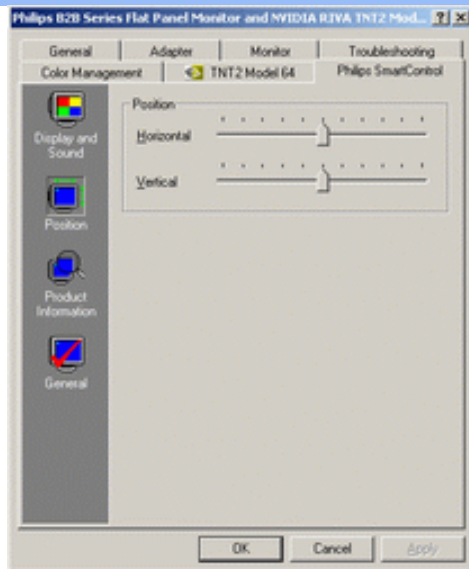 Philips B2B Series Flat Panel Monitor and NVIDIA RIVA TNT2 Mod...
General Adapter Monitor Troubleshooting
Color Management TNT2 Model 64 Philips SmartControl
Display and
Sound
Position
Product
Information
General
Position
Horizontal
Vertical
OK Cancel Apply